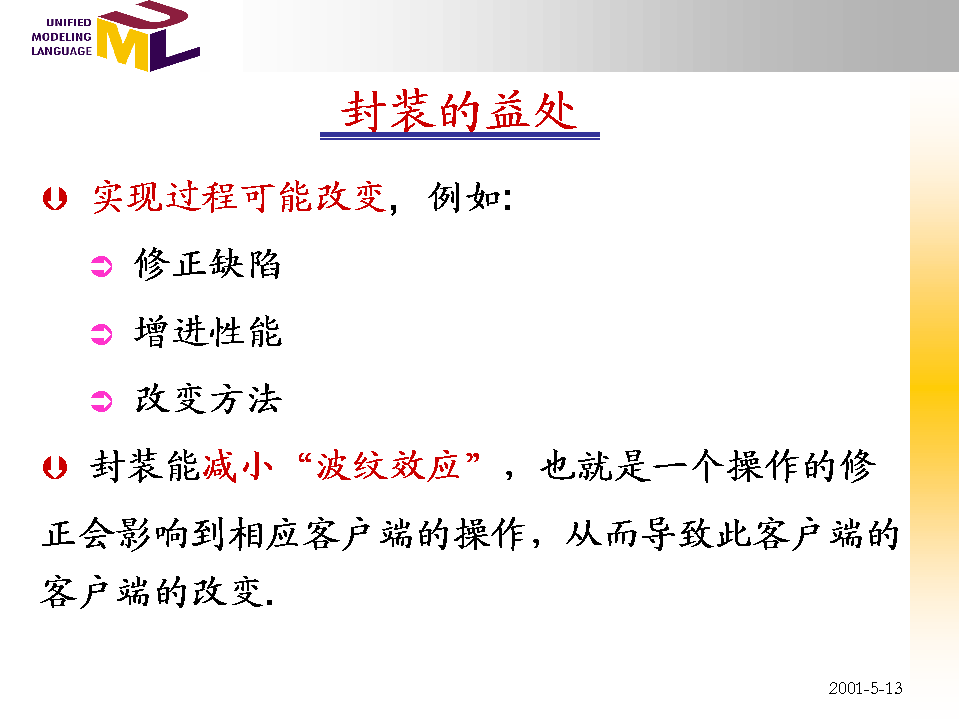 UNIFIED
MODELING
LANGUAGE
UML
封装的益处
实现过程可能改变，例如:
修正缺陷
增进性能
改变方法
封装能减小“波纹效应”，也就是一个操作的修
正会影响到相应客户端的操作，从而导致此客户端的
客户端的改变.
2001-5-13